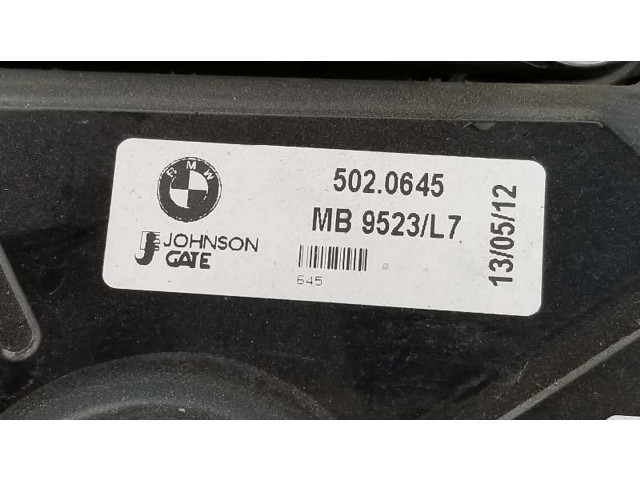 BMW
502.0645
MB 9523/L7
JOHNSON
GATE
645
13/05/12